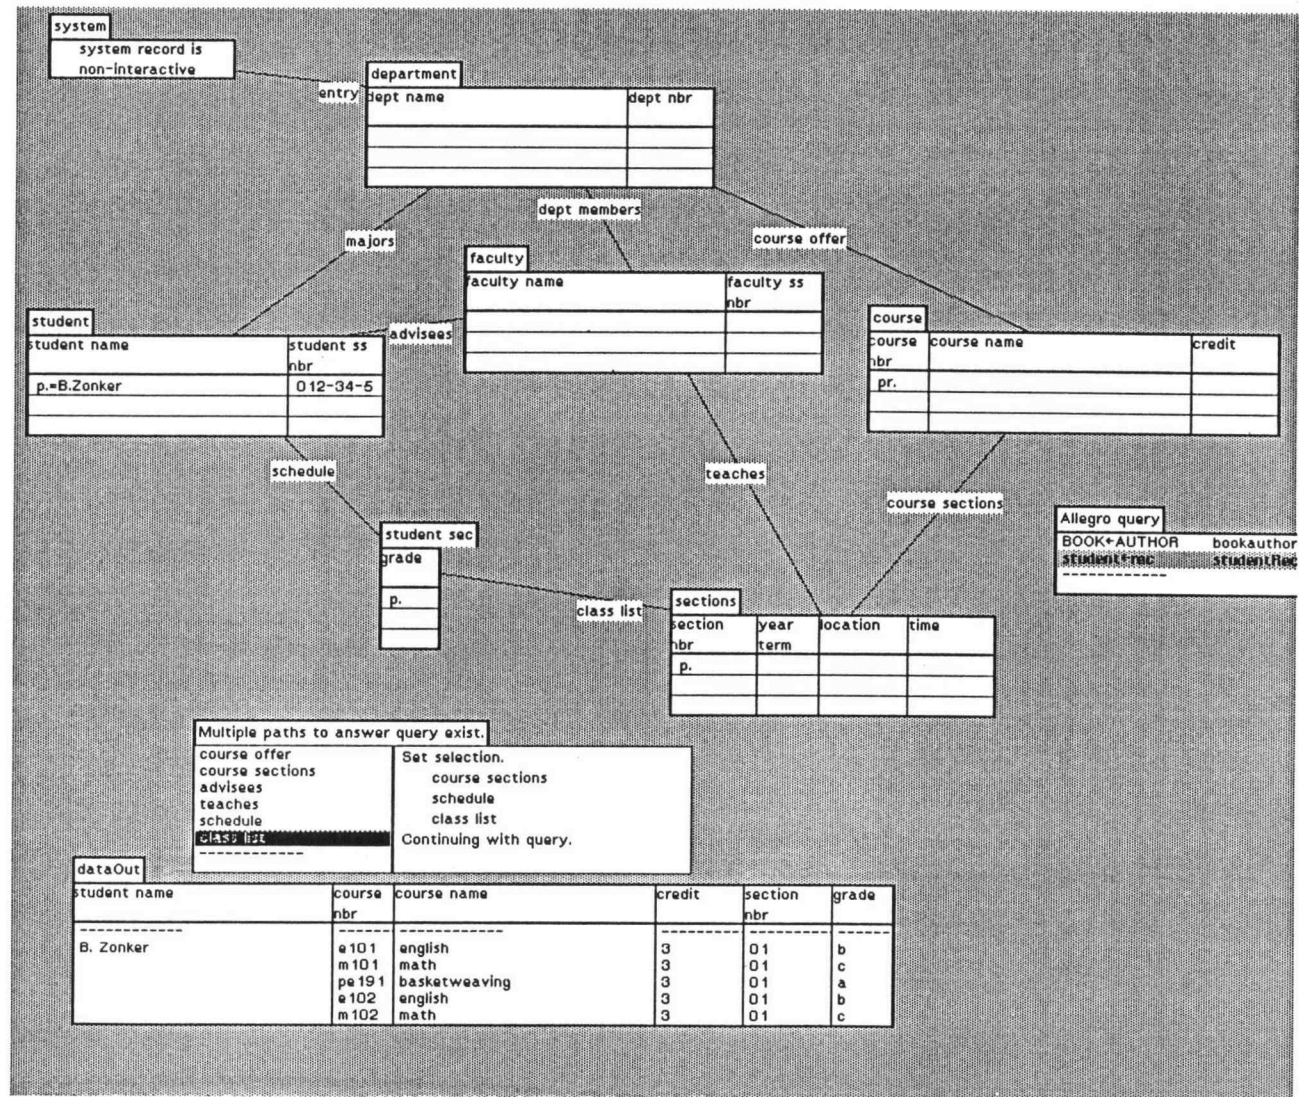 system
system record is
non-interactive
entry
department
dept name dept nbr
majors
dept members
course offer
faculty
faculty name faculty ss
nbr
student
student name student ss
nbr
p.=B.Zonker 012-34-5
advisees
course
course course name credit
nbr
pr.
schedule
teaches
course sections
student sec
grade
p.
class list
sections
section year location time
nbr term
p.
Allegro query
BOOK←AUTHOR bookauthor
student←rec studentRec
-------------
Multiple paths to answer query exist.
course offer
course sections
advisees
teaches
schedule
class list
-------------
Set selection.
course sections
schedule
class list
Continuing with query.
dataOut
student name course course name credit section grade
nbr nbr
B. Zonker e101 english 3 01 b
m101 math 3 01 c
pe191 basketweaving 3 01 a
e102 english 3 01 b
m102 math 3 01 c